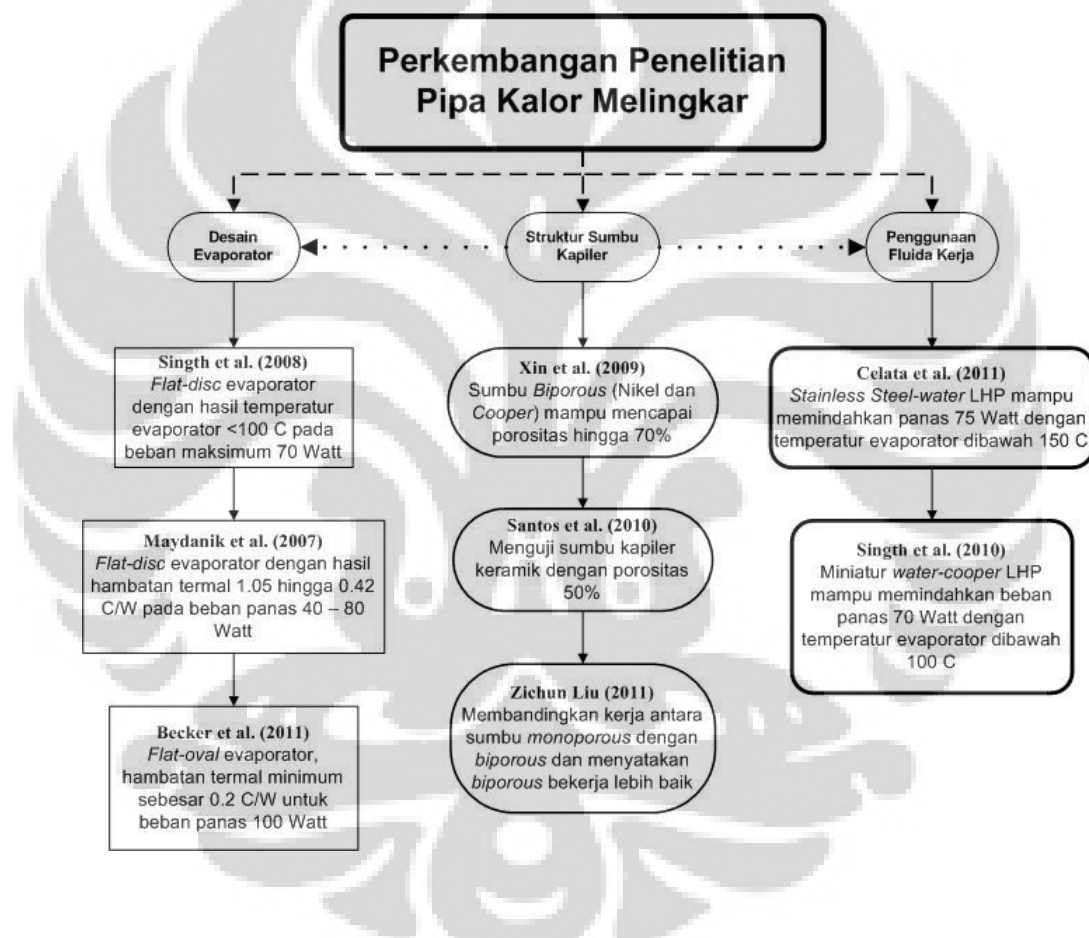 Perkembangan Penelitian
Pipa Kalor Melingkar
Desain
Evaporator
Struktur Sumbu
Kapiler
Penggunaan
Fluida Kerja
Singth et al. (2008)
Flat-disc evaporator
dengan hasil temperatur
evaporator <100 C pada
beban maksimum 70 Watt
Maydanik et al. (2007)
Flat-disc evaporator dengan hasil
hambatan termal 1.05 hingga 0.42
C/W pada beban panas 40 – 80
Watt
Becker et al. (2011)
Flat-oval evaporator,
hambatan termal minimum
sebesar 0.2 C/W untuk
beban panas 100 Watt
Xin et al. (2009)
Sumbu Biporous (Nikel dan
Cooper) mampu mencapai
porositas hingga 70%
Santos et al. (2010)
Menguji sumbu kapiler
keramik dengan porositas
50%
Zichun Liu (2011)
Membandingkan kerja antara
sumbu monoporous dengan
biporous dan menyatakan
biporous bekerja lebih baik
Celata et al. (2011)
Stainless Steel-water LHP mampu
memindahkan panas 75 Watt dengan
temperatur evaporator dibawah 150 C
Singth et al. (2010)
Miniatur water-cooper LHP
mampu memindahkan beban
panas 70 Watt dengan
temperatur evaporator dibawah
100 C